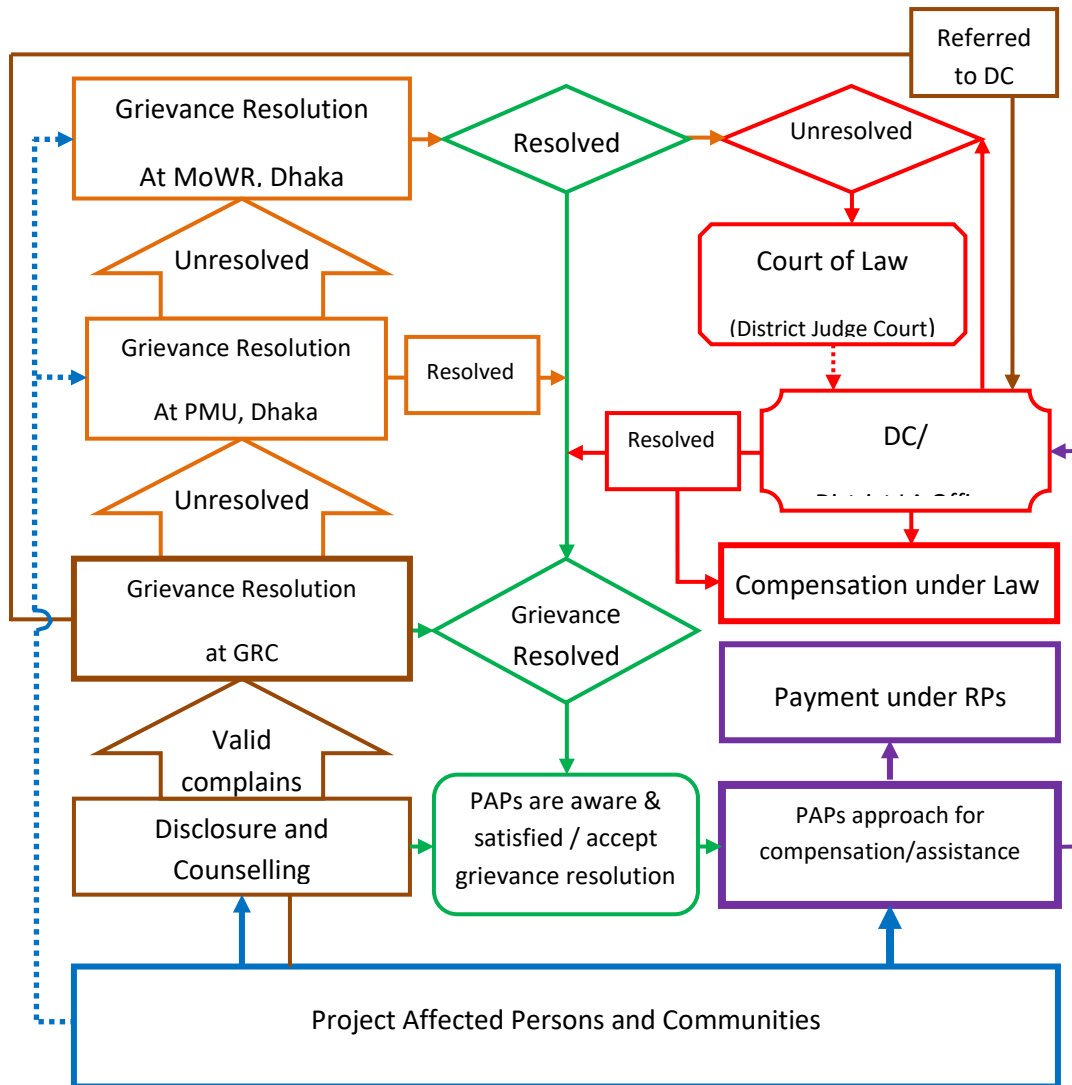 Referred
to DC
Grievance Resolution
At MoWR, Dhaka
Resolved
Unresolved
Unresolved
Court of Law
(District Judge Court)
Grievance Resolution
At PMU, Dhaka
Resolved
Resolved
DC/
Unresolved
Compensation under Law
Grievance Resolution
at GRC
Grievance
Resolved
Payment under RPs
Valid
complains
Disclosure and
Counselling
PAPs are aware &
satisfied / accept
grievance resolution
PAPs approach for
compensation/assistance
Project Affected Persons and Communities